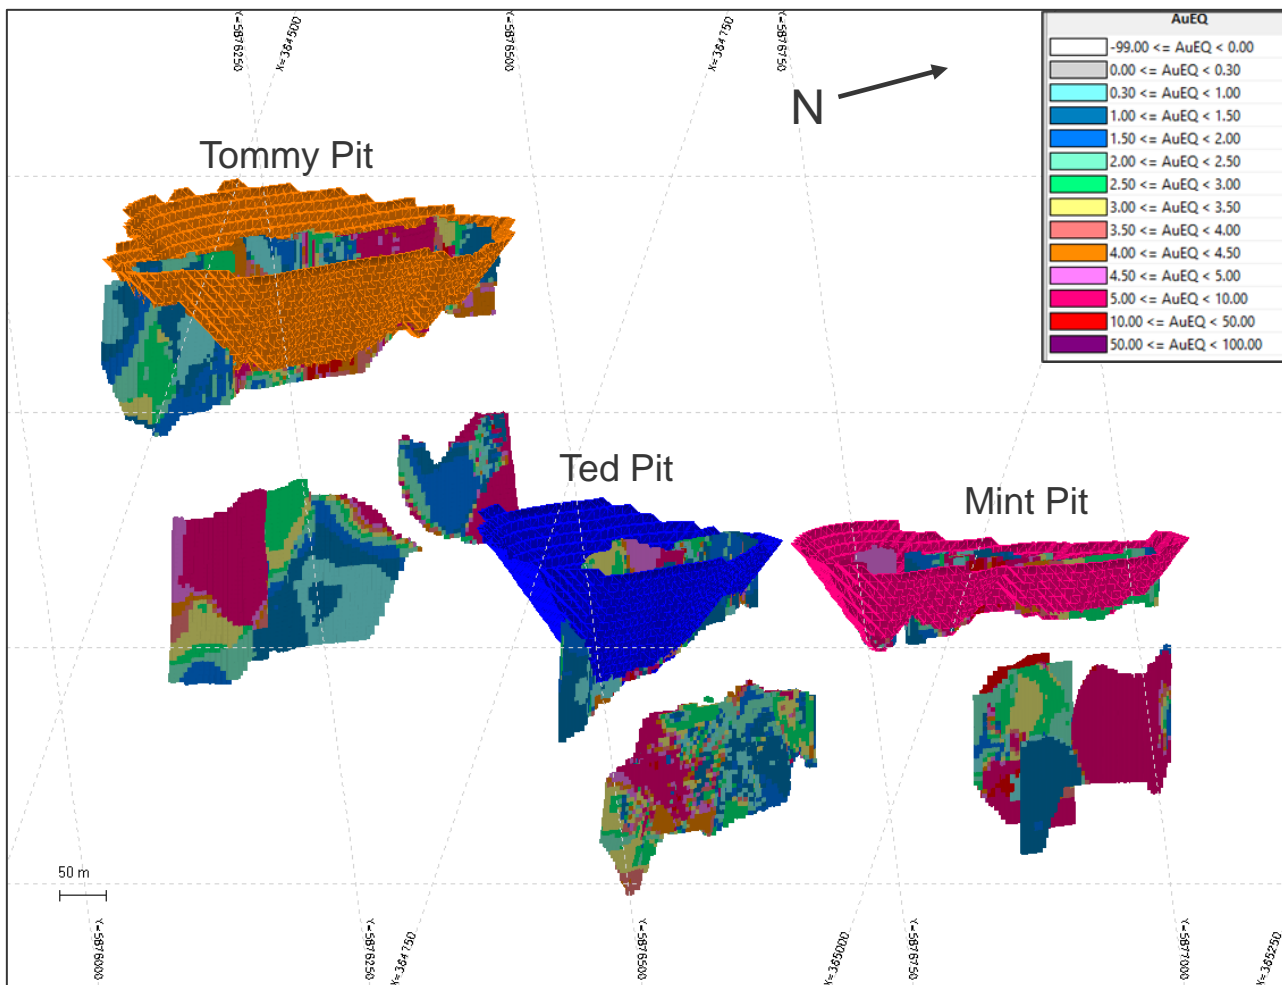 Y=5876250
X=364500
Y=5876500
X=364750
Y=5876750
AuEQ
-99.00 <= AuEQ < 0.00
0.00 <= AuEQ < 0.30
0.30 <= AuEQ < 1.00
1.00 <= AuEQ < 1.50
1.50 <= AuEQ < 2.00
2.00 <= AuEQ < 2.50
2.50 <= AuEQ < 3.00
3.00 <= AuEQ < 3.50
3.50 <= AuEQ < 4.00
4.00 <= AuEQ < 4.50
4.50 <= AuEQ < 5.00
5.00 <= AuEQ < 10.00
10.00 <= AuEQ < 50.00
50.00 <= AuEQ < 100.00
N
Tommy Pit
Ted Pit
Mint Pit
50 m
Y=5876000
Y=5876250
X=364750
Y=5876500
X=365000
Y=5876750
Y=5877000
X=365250